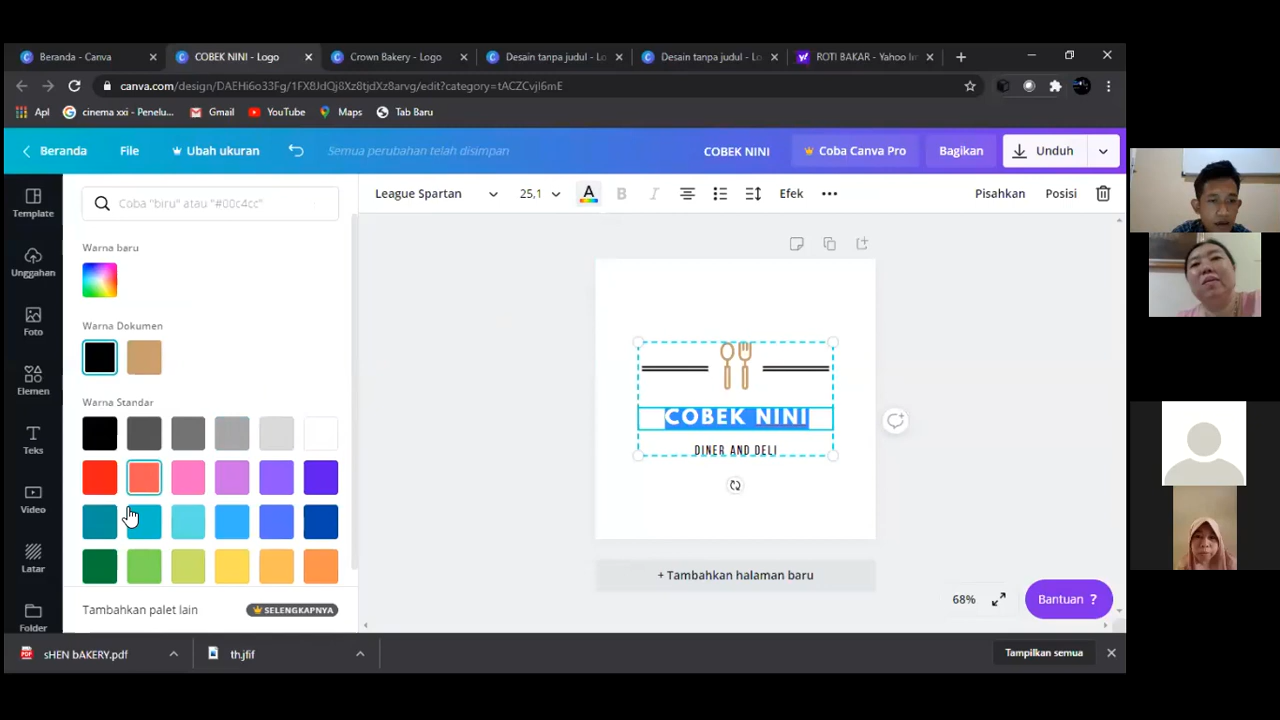 Beranda - Canva
COBEK NINI - Logo
Crown Bakery - Logo
Desain tanpa judul - Lo
Desain tanpa judul - Lo
ROTI BAKAR - Yahoo Im
canva.com/design/DAEHi6o33Fg/1FX8JdQj8Xz8tjdXz8arvg/edit?category=tACZCvjI6mE
Apl
cinema xxi - Penelu...
Gmail
YouTube
Maps
Tab Baru
Beranda
File
Ubah ukuran
Semua perubahan telah disimpan
COBEK NINI
Coba Canva Pro
Bagikan
Unduh
Template
Unggahan
Foto
Elemen
Teks
Video
Latar
Folder
Coba "biru" atau "#00c4cc"
Warna baru
Warna Dokumen
Warna Standar
Tambahkan palet lain
SELENGKAPNYA
League Spartan
25,1
A
B
I
Efek
Pisahkan
Posisi
COBEK NINI
DINER AND DELI
+ Tambahkan halaman baru
68%
Bantuan ?
sHEN bAKERY.pdf
th.jfif
Tampilkan semua